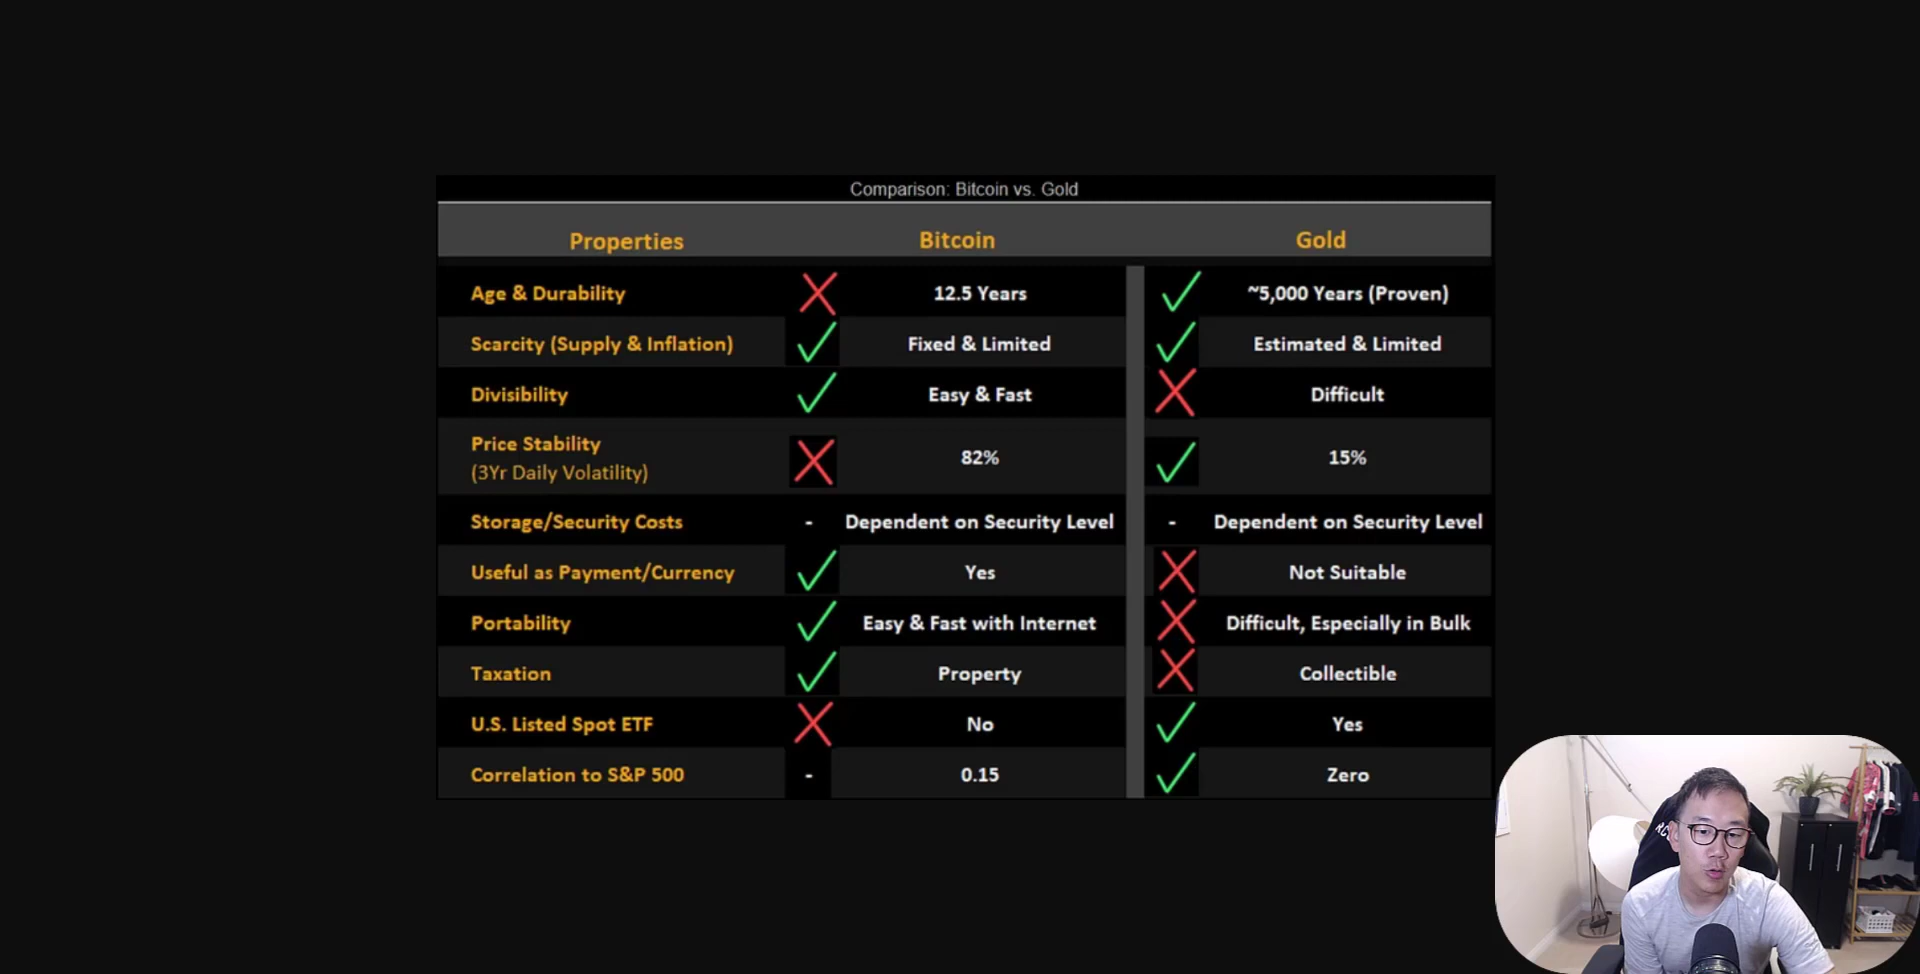 Comparison: Bitcoin vs. Gold
Properties Bitcoin Gold
Age & Durability 12.5 Years ~5,000 Years (Proven)
Scarcity (Supply & Inflation) Fixed & Limited Estimated & Limited
Divisibility Easy & Fast Difficult
Price Stability
(3Yr Daily Volatility) 82% 15%
Storage/Security Costs - Dependent on Security Level - Dependent on Security Level
Useful as Payment/Currency Yes Not Suitable
Portability Easy & Fast with Internet Difficult, Especially in Bulk
Taxation Property Collectible
U.S. Listed Spot ETF No Yes
Correlation to S&P 500 - 0.15 Zero